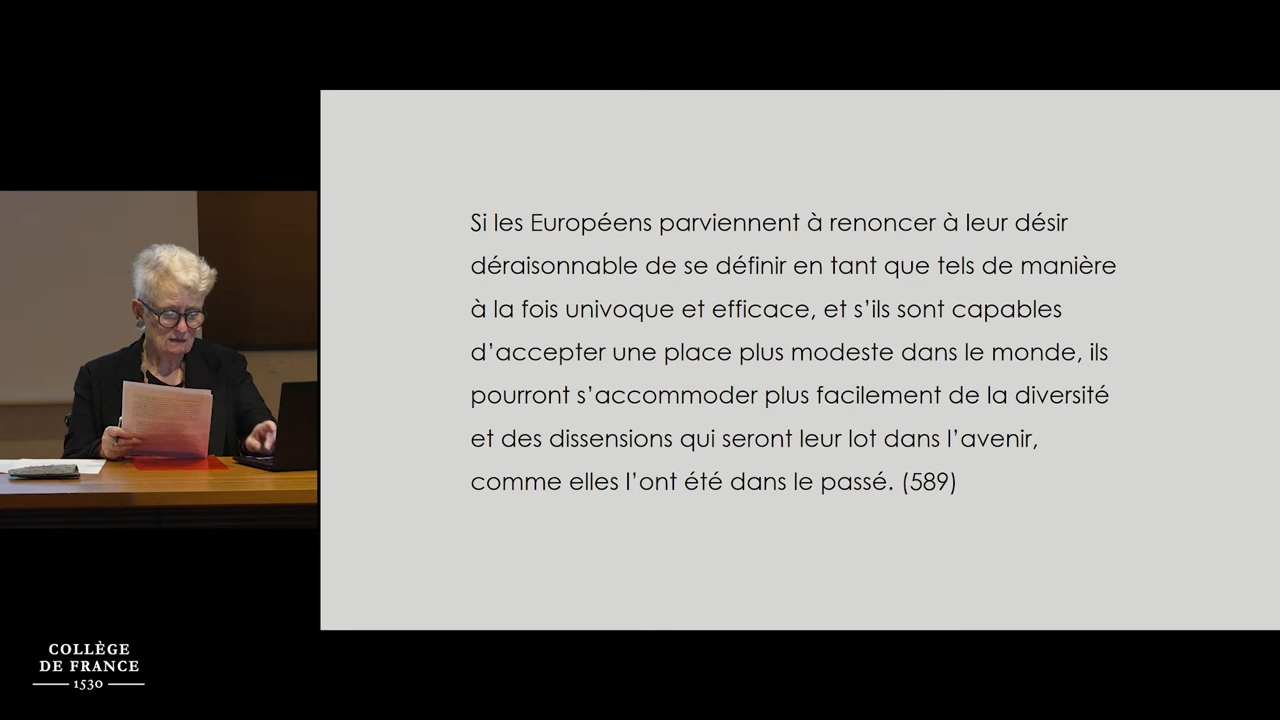 Si les Européens parviennent à renoncer à leur désir
déraisonnable de se définir en tant que tels de manière
à la fois univoque et efficace, et s’ils sont capables
d’accepter une place plus modeste dans le monde, ils
pourront s’accommoder plus facilement de la diversité
et des dissensions qui seront leur lot dans l’avenir,
comme elles l’ont été dans le passé. (589)
COLLÈGE
DE FRANCE
1530